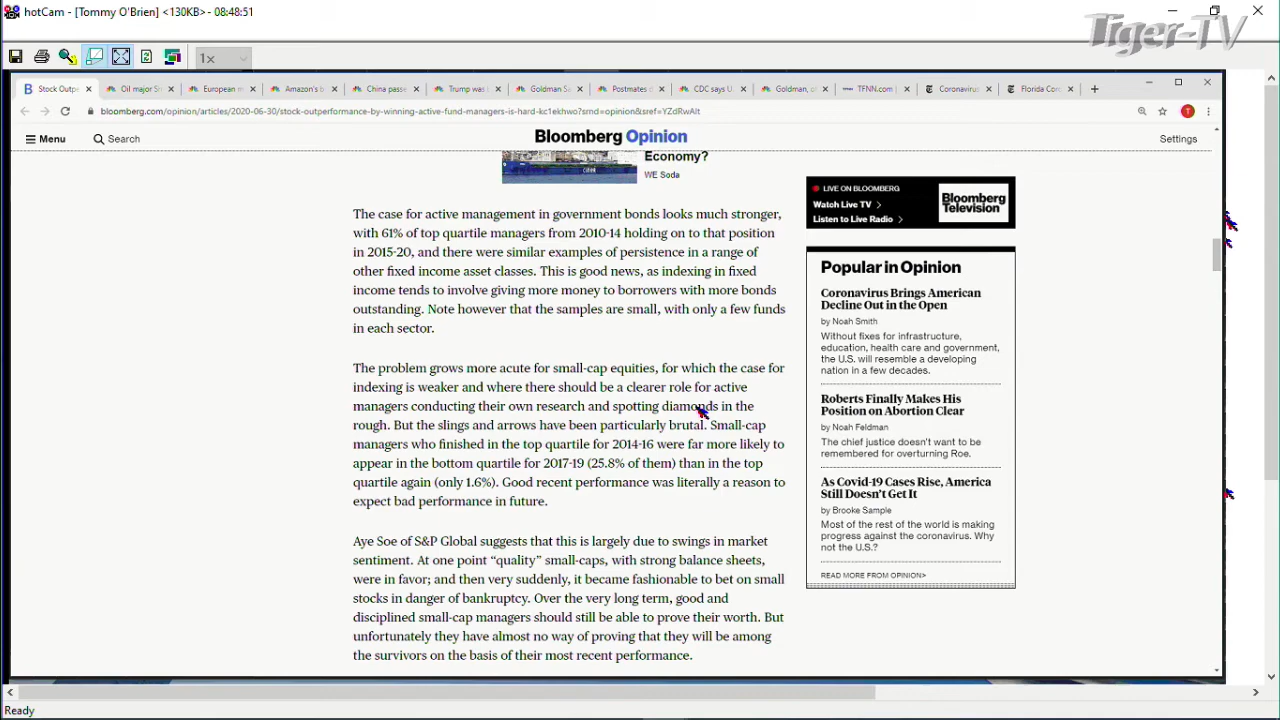 hotCam - [Tommy O'Brien] <130KB> - 08:48:51
Tiger-TV
1x
Stock Outpe
Oil major Sh
European m
Amazon's b
China passe
Trump was
Goldman Sa
Postmates c
CDC says U.
Goldman, o
TFNN.com |
Coronavirus
Florida Coro
bloomberg.com/opinion/articles/2020-06-30/stock-outperformance-by-winning-active-fund-managers-is-hard-kc1ekhwo?smd=opinion&sref=YZdRwAlt
T
Menu
Search
Bloomberg Opinion
Settings
Economy?
WE Soda
The case for active management in government bonds looks much stronger,
with 61% of top quartile managers from 2010-14 holding on to that position
in 2015-20, and there were similar examples of persistence in a range of
other fixed income asset classes. This is good news, as indexing in fixed
income tends to involve giving more money to borrowers with more bonds
outstanding. Note however that the samples are small, with only a few funds
in each sector.
The problem grows more acute for small-cap equities, for which the case for
indexing is weaker and where there should be a clearer role for active
managers conducting their own research and spotting diamonds in the
rough. But the slings and arrows have been particularly brutal. Small-cap
managers who finished in the top quartile for 2014-16 were far more likely to
appear in the bottom quartile for 2017-19 (25.8% of them) than in the top
quartile again (only 1.6%). Good recent performance was literally a reason to
expect bad performance in future.
Aye Soe of S&P Global suggests that this is largely due to swings in market
sentiment. At one point “quality” small-caps, with strong balance sheets,
were in favor; and then very suddenly, it became fashionable to bet on small
stocks in danger of bankruptcy. Over the very long term, good and
disciplined small-cap managers should still be able to prove their worth. But
unfortunately they have almost no way of proving that they will be among
the survivors on the basis of their most recent performance.
LIVE ON BLOOMBERG
Watch Live TV >
Listen to Live Radio >
Bloomberg
Television
Popular in Opinion
Coronavirus Brings American
Decline Out in the Open
by Noah Smith
Without fixes for infrastructure,
education, health care and government,
the U.S. will resemble a developing
nation in a few decades.
Roberts Finally Makes His
Position on Abortion Clear
by Noah Feldman
The chief justice doesn't want to be
remembered for overturning Roe.
As Covid-19 Cases Rise, America
Still Doesn't Get It
by Brooke Sample
Most of the rest of the world is making
progress against the coronavirus. Why
not the U.S.?
READ MORE FROM OPINION>
Ready